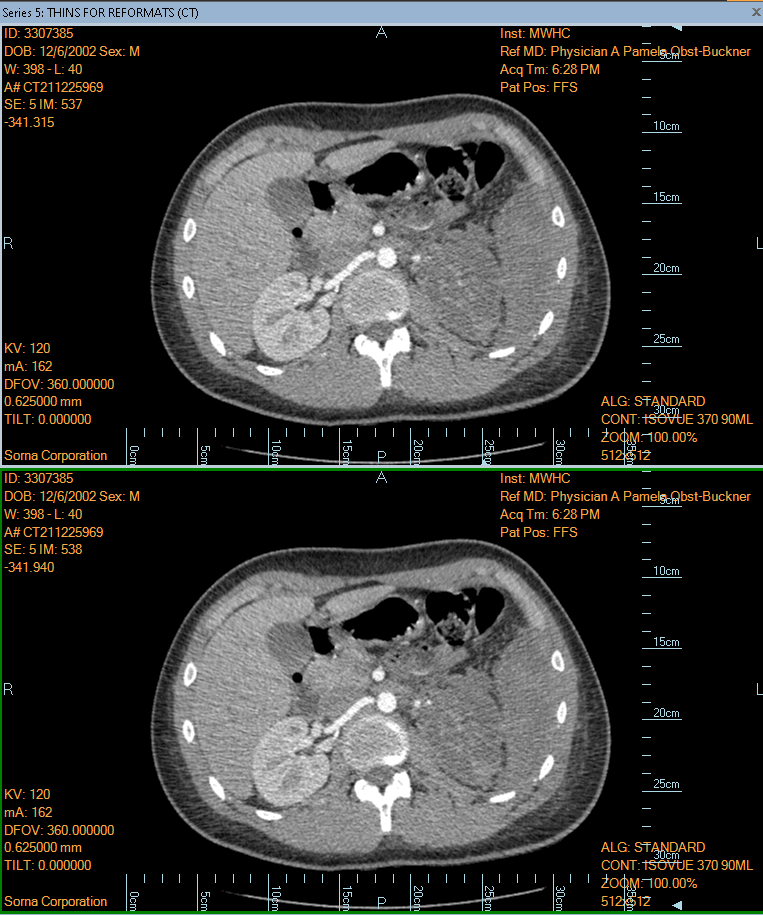 Series 5: THINS FOR REFORMATS (CT)
ID: 3307385
DOB: 12/6/2002 Sex: M
W: 398 - L: 40
A# CT211225969
SE: 5 IM: 537
-341.315
A
Inst: MWHC
Ref MD: Physician A Pamela Obst-Buckner
Acq Tm: 6:28 PM
Pat Pos: FFS
5cm
10cm
15cm
20cm
25cm
30cm
R
L
KV: 120
mA: 162
DFOV: 360.000000
0.625000 mm
TILT: 0.000000
Sorna Corporation
ALG: STANDARD
CONT: ISOVUE 370 90ML
ZOOM: 100.00%
512x512
0cm
5cm
10cm
15cm
20cm
25cm
30cm
35cm
P
ID: 3307385
DOB: 12/6/2002 Sex: M
W: 398 - L: 40
A# CT211225969
SE: 5 IM: 538
-341.940
A
Inst: MWHC
Ref MD: Physician A Pamela Obst-Buckner
Acq Tm: 6:28 PM
Pat Pos: FFS
5cm
10cm
15cm
20cm
25cm
30cm
R
L
KV: 120
mA: 162
DFOV: 360.000000
0.625000 mm
TILT: 0.000000
Sorna Corporation
ALG: STANDARD
CONT: ISOVUE 370 90ML
ZOOM: 100.00%
512x512
0cm
5cm
10cm
15cm
20cm
25cm
30cm
35cm
P